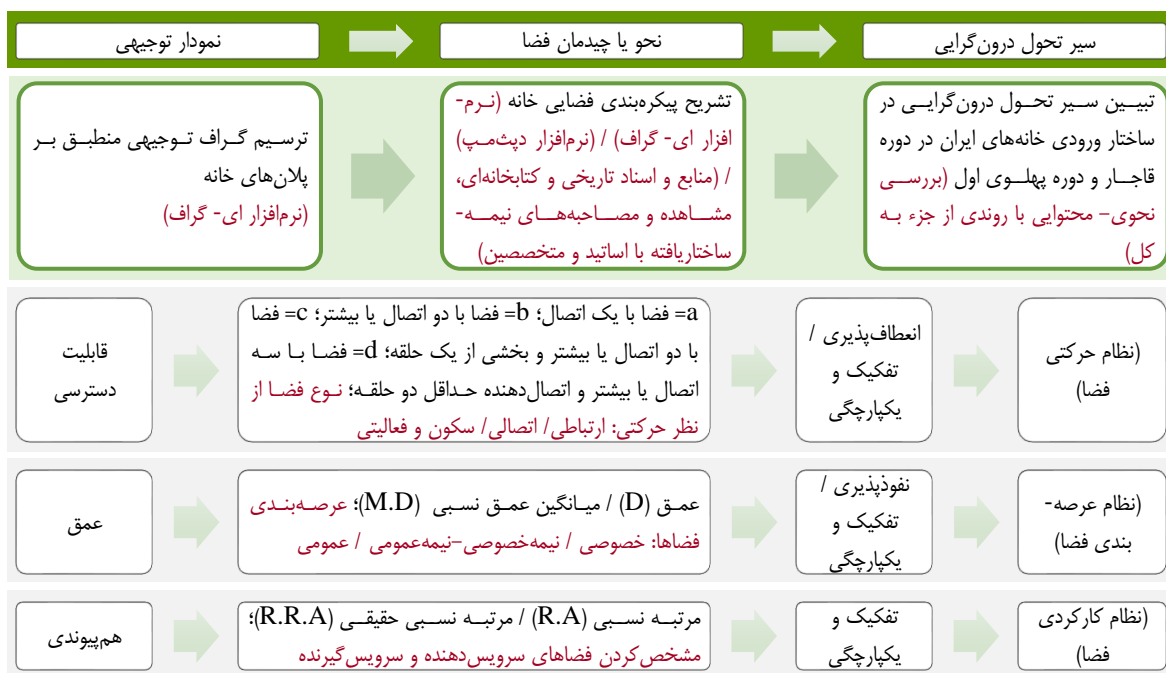 سیر تحول درون‌گرایی
نحو یا چیدمان فضا
نمودار توجیهی
تبیین سیر تحول درون‌گرایی در
ساختار ورودی خانه‌های ایران در دوره
قاجار و دوره پهلوی اول (بررسی
نحوی- محتوایی با روندی از جزء به
کل)
تشریح پیکره‌بندی فضایی خانه (نرم-
افزار ای- گراف) / (نرم‌افزار دپث‌مپ)
/ (منابع و اسناد تاریخی و کتابخانه‌ای،
مشاهده و مصاحبه‌های نیمه-
ساختاریافته با اساتید و متخصصین)
ترسیم گراف توجیهی منطبق بر
پلان‌های خانه
(نرم‌افزار ای- گراف)
(نظام حرکتی
فضا)
انعطاف‌پذیری /
تفکیک و
یکپارچگی
a= فضا با یک اتصال؛ b= فضا با دو اتصال یا بیشتر؛ c= فضا
با دو اتصال یا بیشتر و بخشی از یک حلقه؛ d= فضا با سه
اتصال یا بیشتر و اتصال‌دهنده حداقل دو حلقه؛ نوع فضا از
نظر حرکتی: ارتباطی/ اتصالی/ سکون و فعالیتی
قابلیت
دسترسی
(نظام عرصه-
بندی فضا)
نفوذپذیری /
تفکیک و
یکپارچگی
عمق (D) / میانگین عمق نسبی (M.D)؛ عرصه‌بندی
فضاها: خصوصی / نیمه‌خصوصی-نیمه‌عمومی / عمومی
عمق
(نظام کارکردی
فضا)
تفکیک و
یکپارچگی
مرتبه نسبی (R.A) / مرتبه نسبی حقیقی (R.R.A)؛
مشخص‌کردن فضاهای سرویس‌دهنده و سرویس‌گیرنده
هم‌پیوندی